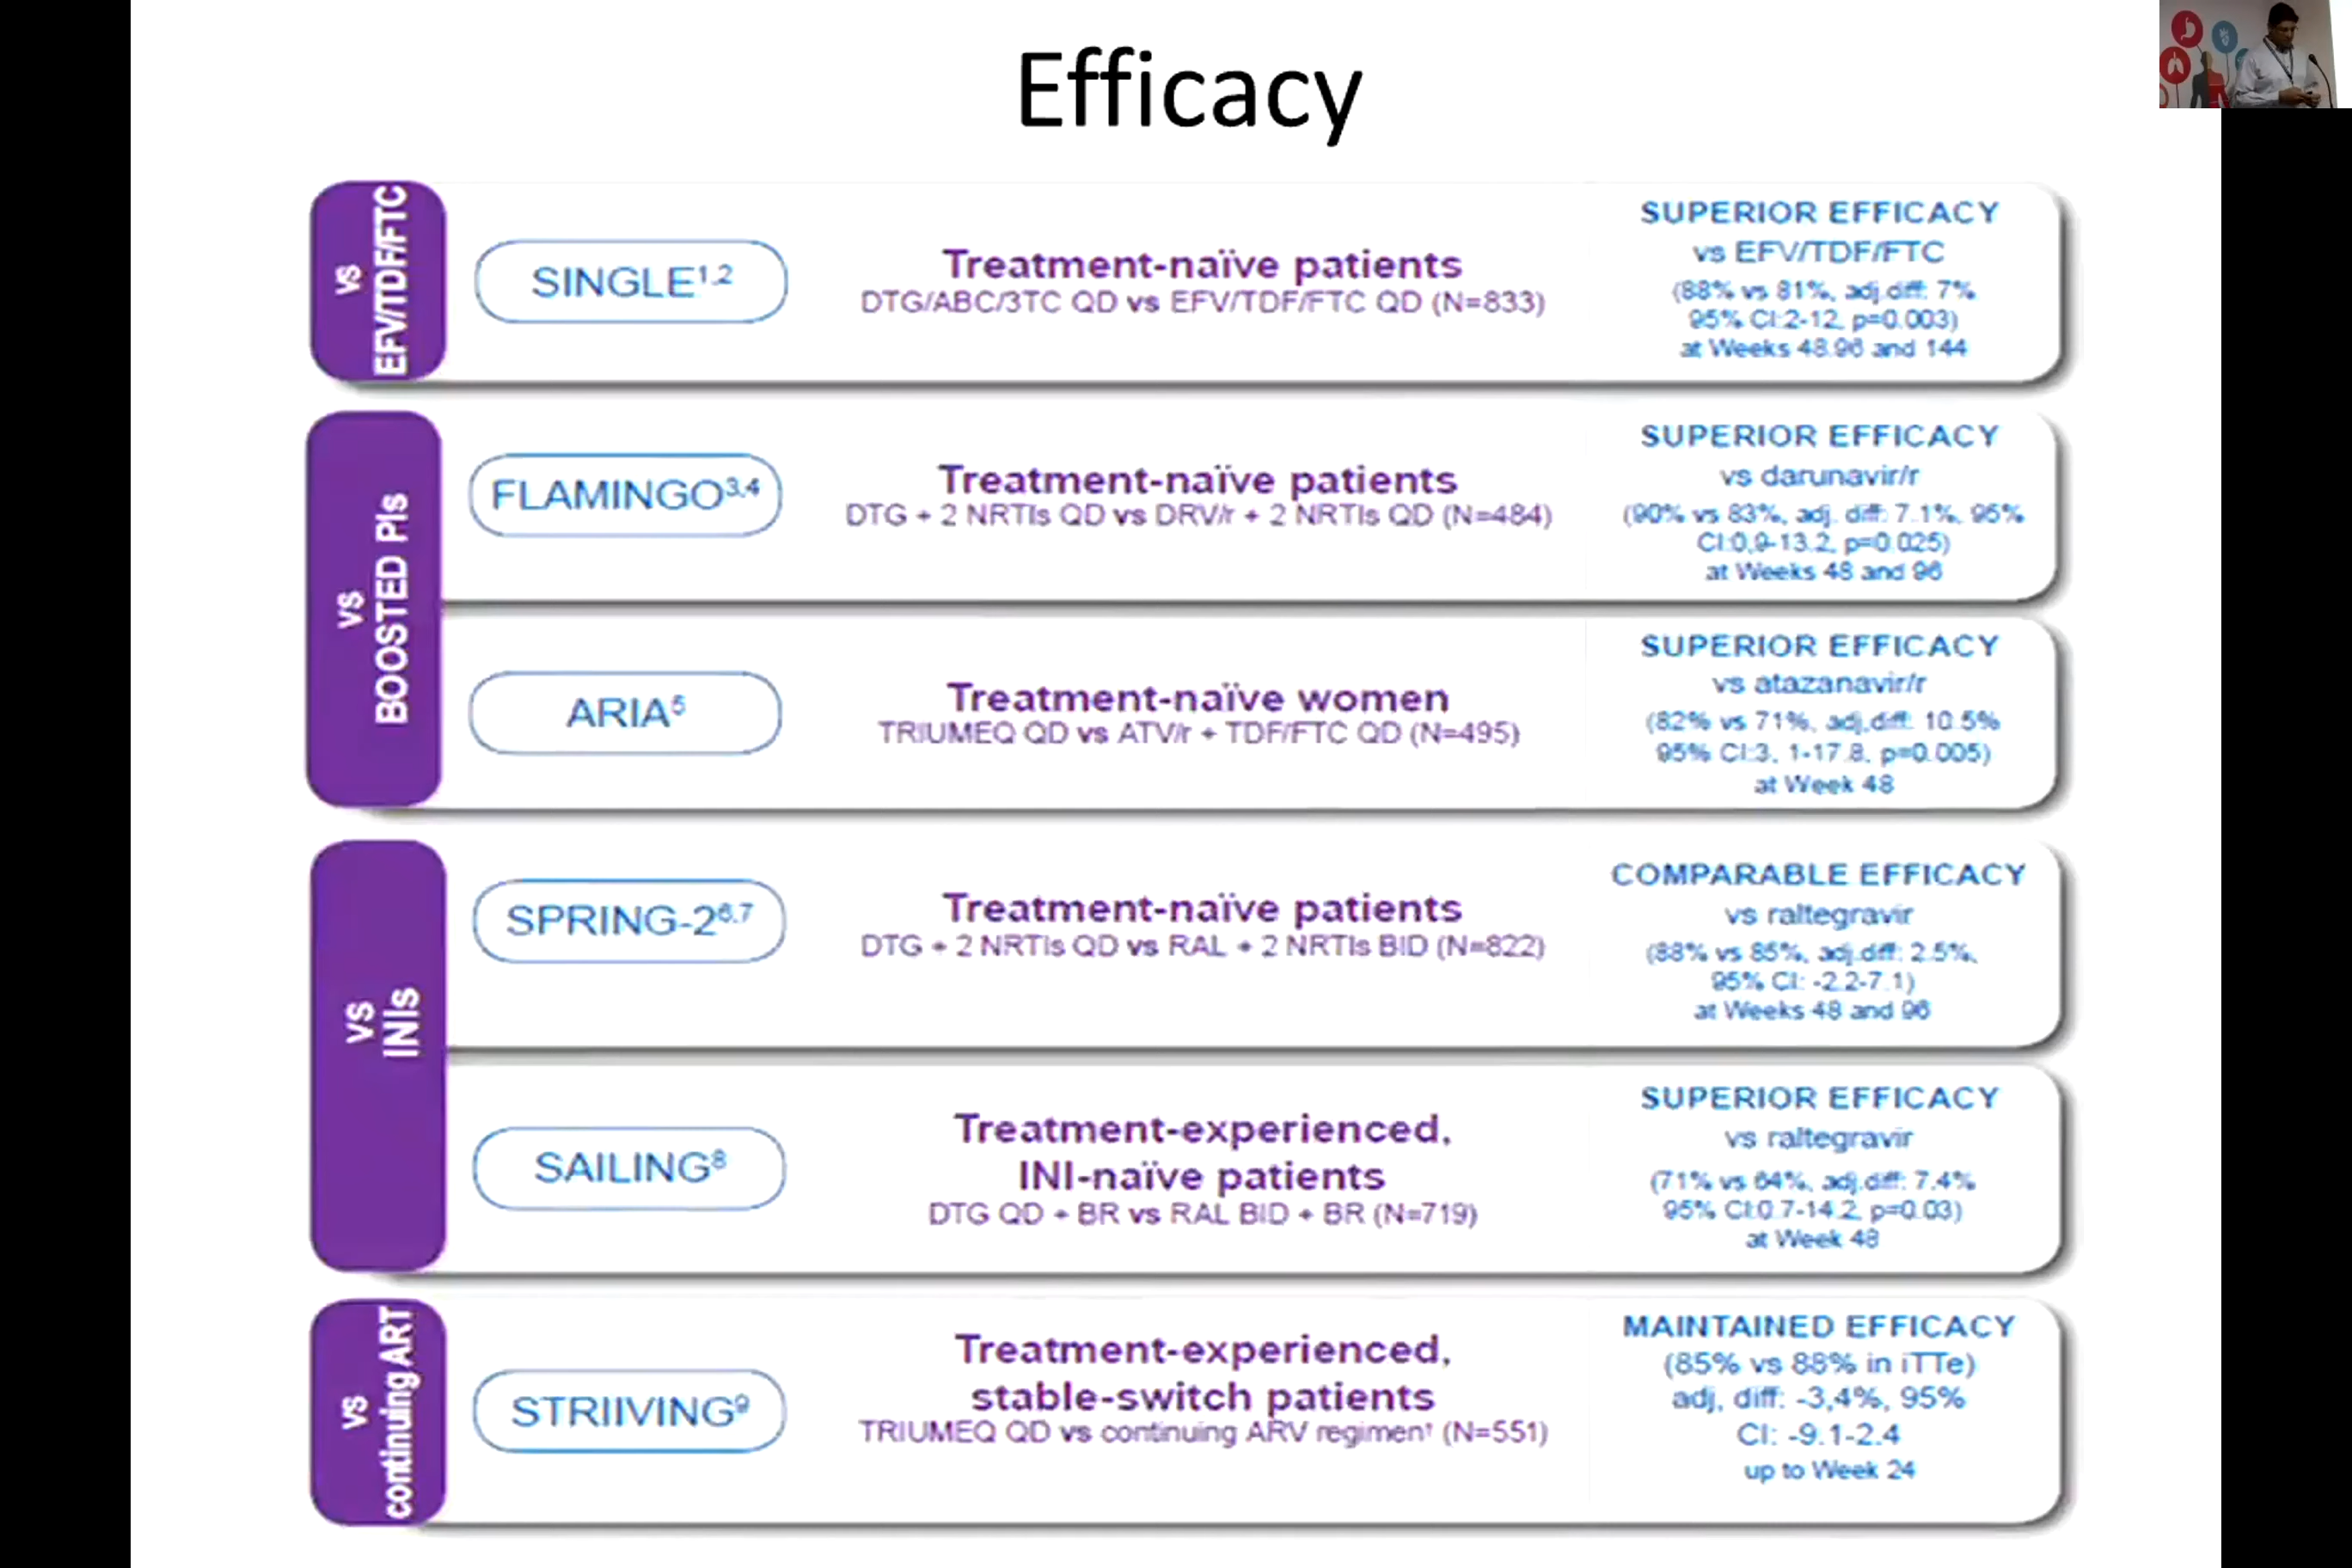 Efficacy
vs
EFV/TDF/FTC
SINGLE1,2
Treatment-naïve patients
DTG/ABC/3TC QD vs EFV/TDF/FTC QD (N=833)
SUPERIOR EFFICACY
vs EFV/TDF/FTC
(88% vs 81%, adj.diff: 7%
95% CI:2-12, p=0.003)
at Weeks 48.96 and 144
vs
BOOSTED PIs
FLAMINGO3,4
Treatment-naïve patients
DTG + 2 NRTIs QD vs DRV/r + 2 NRTIs QD (N=484)
SUPERIOR EFFICACY
vs darunavir/r
(90% vs 83%, adj. diff: 7.1%, 95%
CI:0,9-13.2, p=0.025)
at Weeks 48 and 96
ARIA5
Treatment-naïve women
TRIUMEQ QD vs ATV/r + TDF/FTC QD (N=495)
SUPERIOR EFFICACY
vs atazanavir/r
(82% vs 71%, adj,diff: 10.5%
95% CI:3, 1-17.8, p=0.005)
at Week 48
vs
INIs
SPRING-26,7
Treatment-naïve patients
DTG + 2 NRTIs QD vs RAL + 2 NRTIs BID (N=822)
COMPARABLE EFFICACY
vs raltegravir
(88% vs 85%, adj.diff: 2.5%,
95% CI: -2.2-7.1)
at Weeks 48 and 96
SAILING8
Treatment-experienced,
INI-naïve patients
DTG QD + BR vs RAL BID + BR (N=719)
SUPERIOR EFFICACY
vs raltegravir
(71% vs 64%, adj.diff: 7.4%
95% CI:0.7-14.2, p=0.03)
at Week 48
vs
continuing ART
STRIIVING9
Treatment-experienced,
stable-switch patients
TRIUMEQ QD vs continuing ARV regimen† (N=551)
MAINTAINED EFFICACY
(85% vs 88% in iTTe)
adj, diff: -3,4%, 95%
CI: -9.1-2.4
up to Week 24